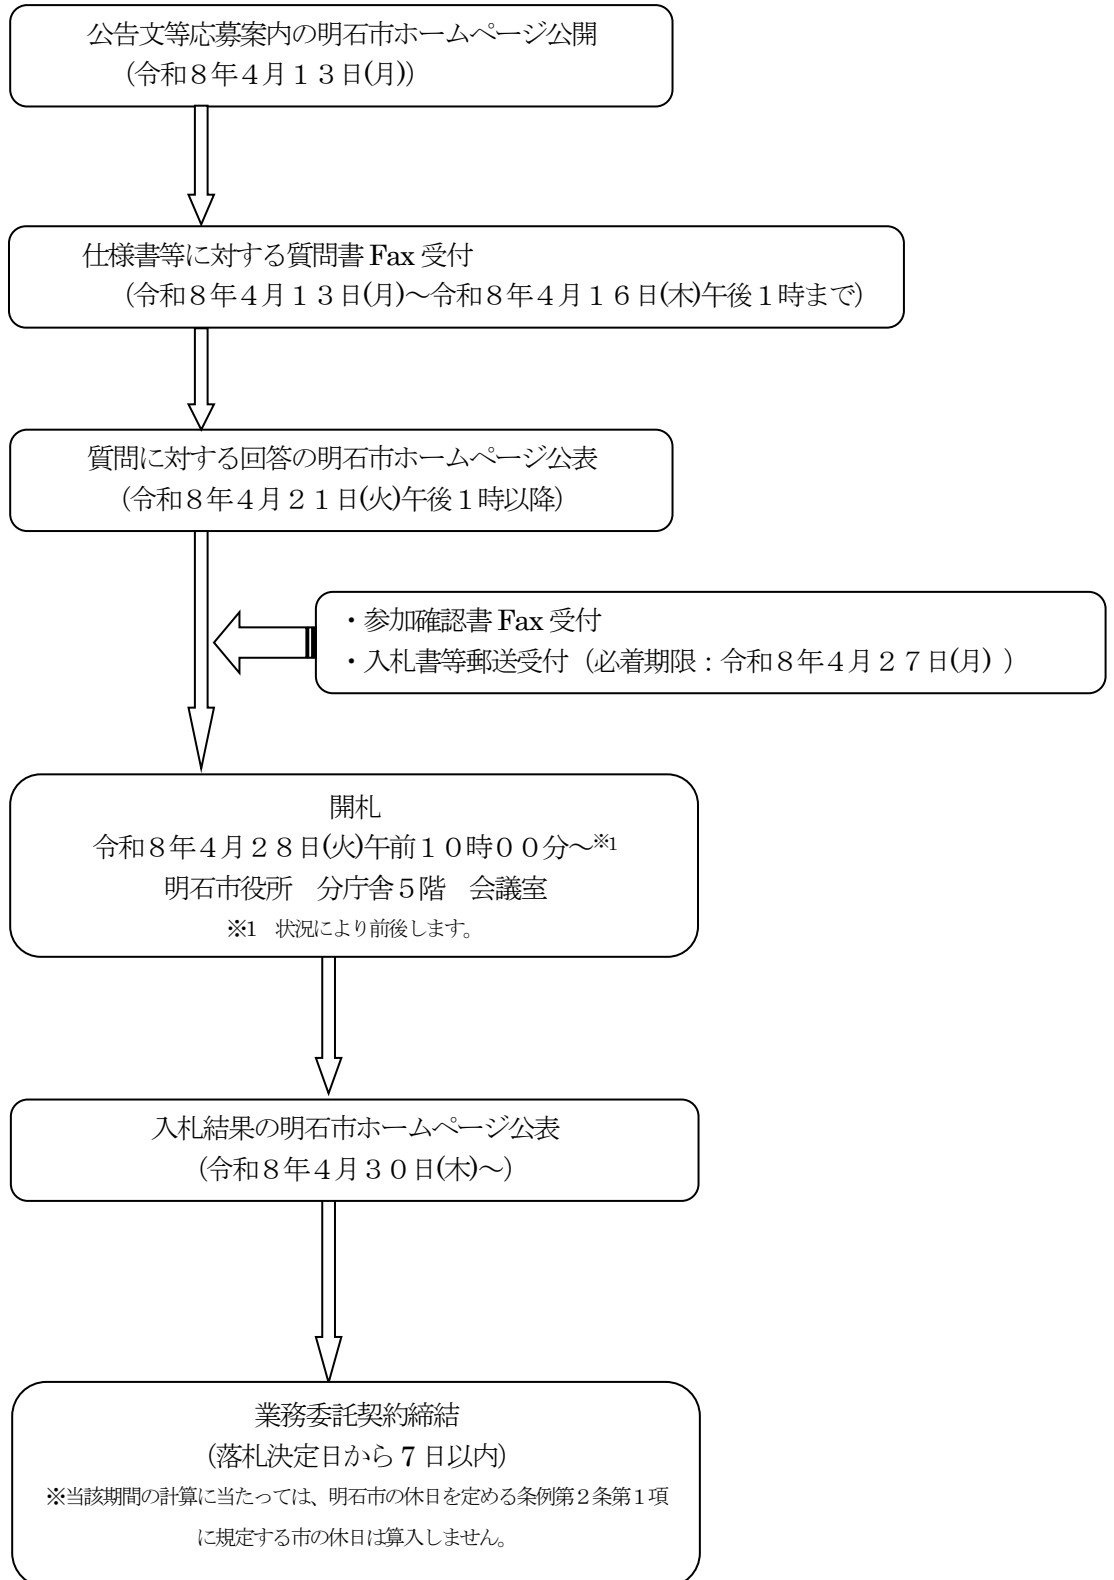 公告文等応募案内の明石市ホームページ公開
（令和８年４月１３日(月)）
仕様書等に対する質問書 Fax 受付
（令和８年４月１３日(月)～令和８年４月１６日(木)午後１時まで）
質問に対する回答の明石市ホームページ公表
（令和８年４月２１日(火)午後１時以降）
・参加確認書 Fax 受付
・入札書等郵送受付（必着期限：令和８年４月２７日(月) ）
開札
令和８年４月２８日(火)午前１０時００分～※1
明石市役所　分庁舎５階　会議室
※1　状況により前後します。
入札結果の明石市ホームページ公表
（令和８年４月３０日(木)～）
業務委託契約締結
（落札決定日から 7 日以内）
※当該期間の計算に当たっては、明石市の休日を定める条例第２条第１項
に規定する市の休日は算入しません。